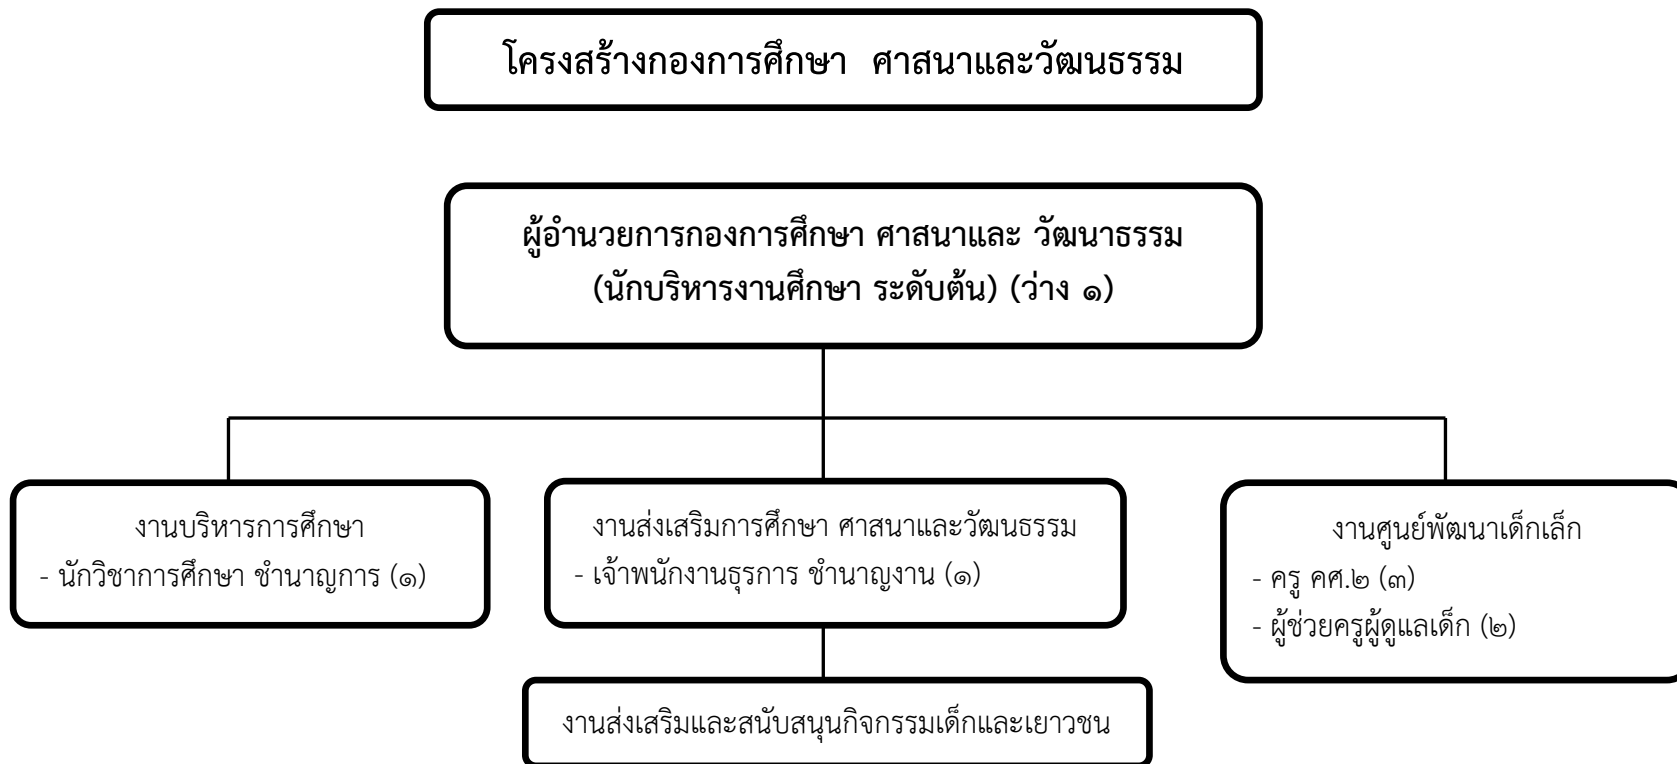 โครงสร้างกองการศึกษา ศาสนาและวัฒนธรรม
ผู้อำนวยการกองการศึกษา ศาสนาและ วัฒนาธรรม
(นักบริหารงานศึกษา ระดับต้น) (ว่าง ๑)
งานบริหารการศึกษา
- นักวิชาการศึกษา ชำนาญการ (๑)
งานส่งเสริมการศึกษา ศาสนาและวัฒนธรรม
- เจ้าพนักงานธุรการ ชำนาญงาน (๑)
งานศูนย์พัฒนาเด็กเล็ก
- ครู คศ.๒ (๓)
- ผู้ช่วยครูผู้ดูแลเด็ก (๒)
งานส่งเสริมและสนับสนุนกิจกรรมเด็กและเยาวชน